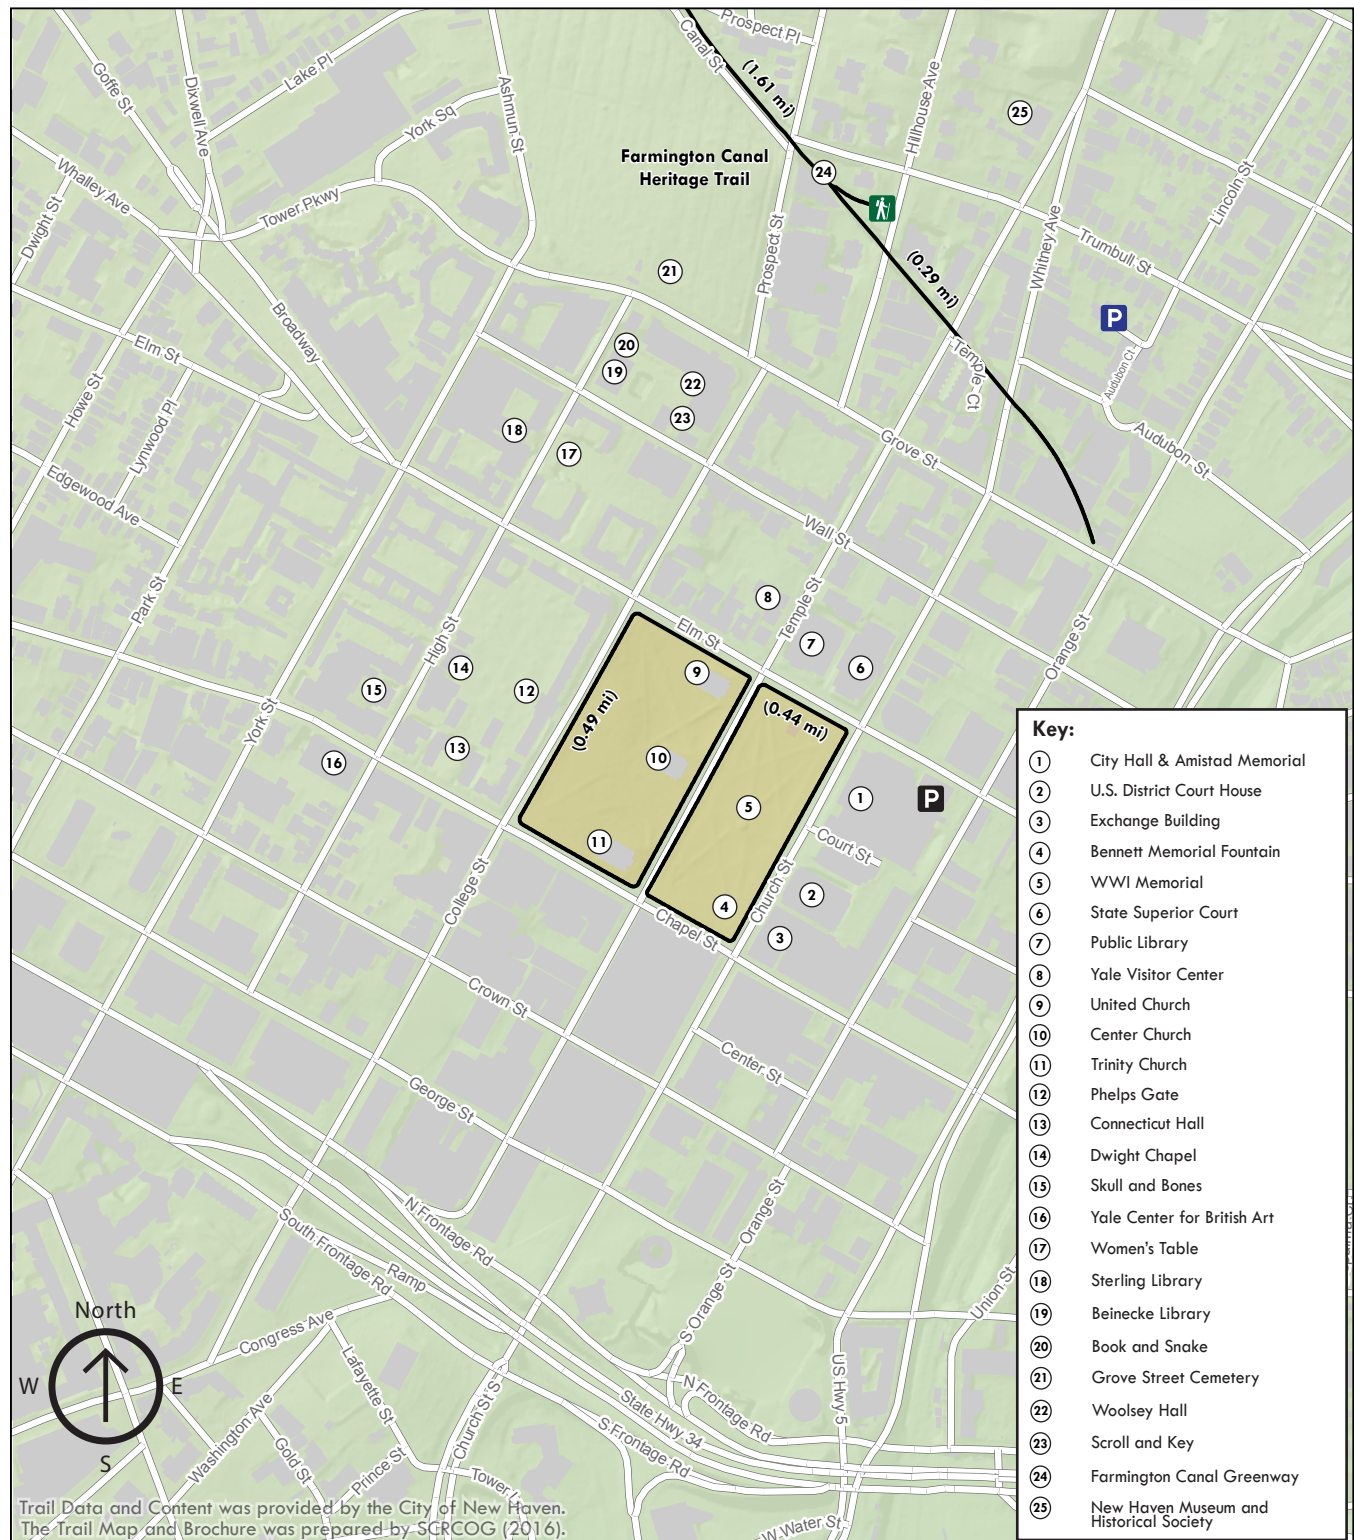 Prospect Pl
Canal St
(1.61 mi)
Goffe St
Dixwell Ave
Lake Pl
Ashmun St
York Sq
Hillhouse Ave
25
Farmington Canal
Heritage Trail
24
Whalley Ave
Dwight St
Tower Pkwy
Prospect St
Whitney Ave
Lincoln St
Trumbull St
(0.29 mi)
21
P
Broadway
Elm St
20
19
22
23
Temple Ct
Audubon Ct
Howe St
Lynwood Pl
18
17
Grove St
Audubon St
Edgewood Ave
Wall St
Park St
8
Temple St
7
6
Elm St
High St
14
15
12
9
Orange St
(0.49 mi)
(0.44 mi)
York St
13
16
10
5
1
P
Court St
11
College St
4
Church St
2
3
Chapel St
Crown St
Center St
George St
Orange St
N Frontage Rd
South Frontage Rd
Ramp
S Orange St
Union St
Congress Ave
Lafayette St
US Hwy 5
Church St S
N Frontage Rd
State Hwy 34
S Frontage Rd
Washington Ave
Gold St
Prince St
Tower L
W Water St
North
W
E
S
Key:
1 City Hall & Amistad Memorial
2 U.S. District Court House
3 Exchange Building
4 Bennett Memorial Fountain
5 WWI Memorial
6 State Superior Court
7 Public Library
8 Yale Visitor Center
9 United Church
10 Center Church
11 Trinity Church
12 Phelps Gate
13 Connecticut Hall
14 Dwight Chapel
15 Skull and Bones
16 Yale Center for British Art
17 Women's Table
18 Sterling Library
19 Beinecke Library
20 Book and Snake
21 Grove Street Cemetery
22 Woolsey Hall
23 Scroll and Key
24 Farmington Canal Greenway
25 New Haven Museum and
Historical Society
Trail Data and Content was provided by the City of New Haven.
The Trail Map and Brochure was prepared by SCRCOG (2016).